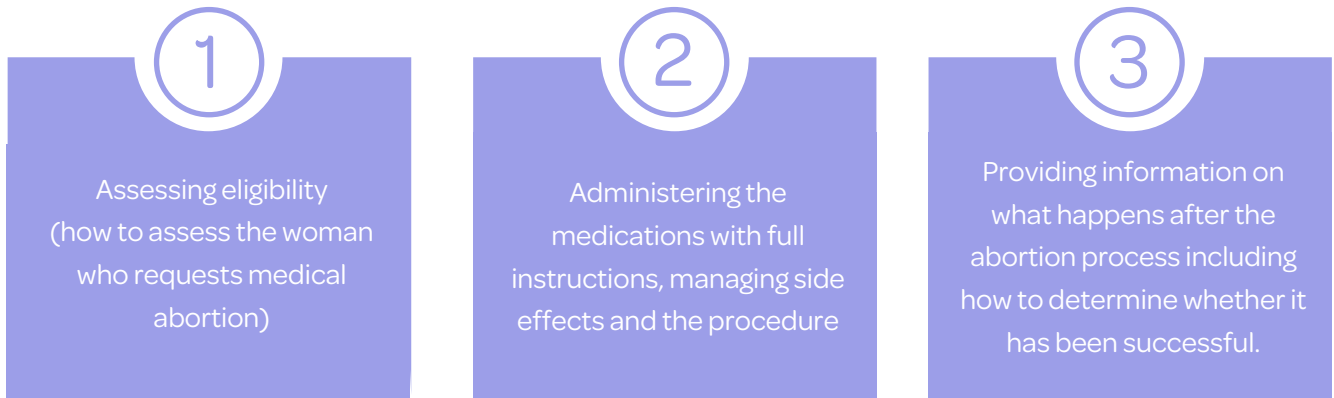 1
Assessing eligibility
(how to assess the woman
who requests medical
abortion)
2
Administering the
medications with full
instructions, managing side
effects and the procedure
3
Providing information on
what happens after the
abortion process including
how to determine whether it
has been successful.